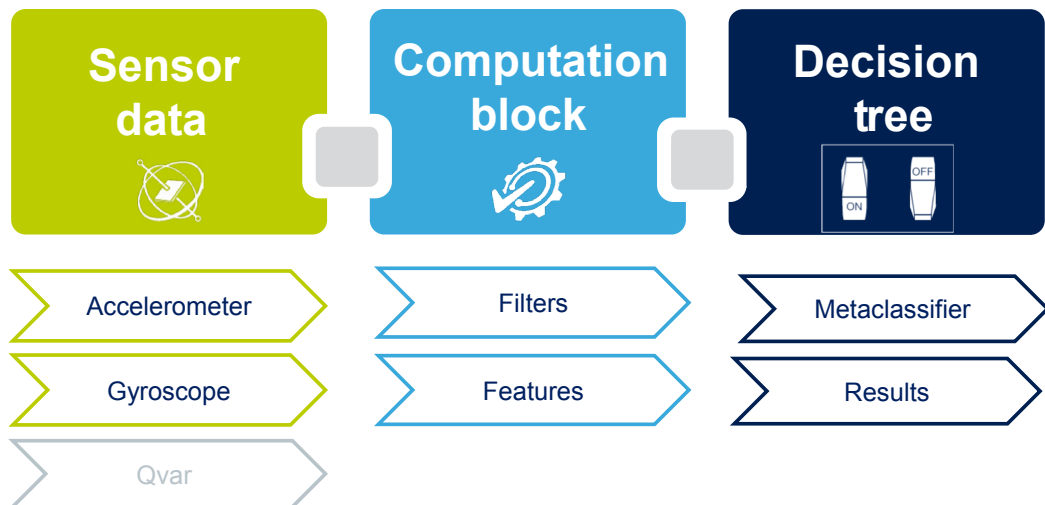 Sensor
data
Computation
block
Decision
tree
ON
OFF
Accelerometer
Filters
Metaclassifier
Gyroscope
Features
Results
Qvar